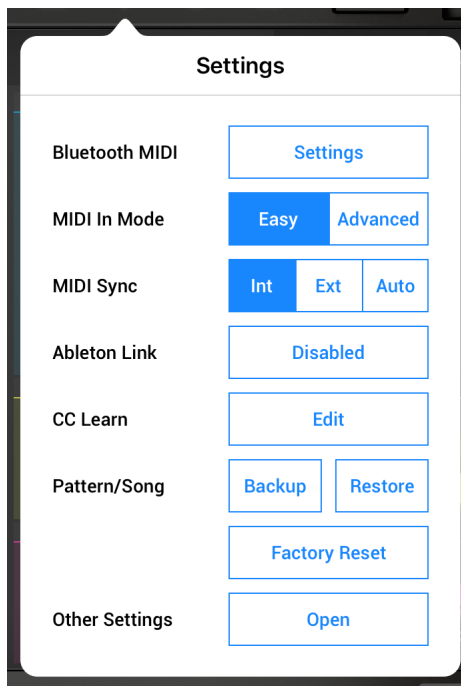 Settings
Bluetooth MIDI Settings
MIDI In Mode Easy Advanced
MIDI Sync Int Ext Auto
Ableton Link Disabled
CC Learn Edit
Pattern/Song Backup Restore
Factory Reset
Other Settings Open